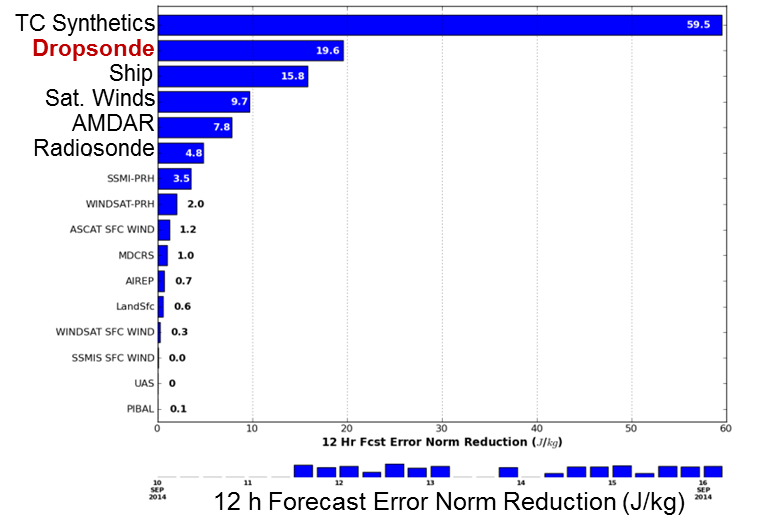 TC Synthetics 59.5
Dropsonde 19.6
Ship 15.8
Sat. Winds 9.7
AMDAR 7.8
Radiosonde 4.8
SSMI-PRH 3.5
WINDSAT-PRH 2.0
ASCAT SFC WIND 1.2
MDCRS 1.0
AIREP 0.7
LandSfc 0.6
WINDSAT SFC WIND 0.3
SSMIS SFC WIND 0.0
UAS 0
PIBAL 0.1
0 10 20 30 40 50 60
12 Hr Fcst Error Norm Reduction (J/kg)
10 11 12 13 14 15 16
SEP SEP
2014 2014
12 h Forecast Error Norm Reduction (J/kg)